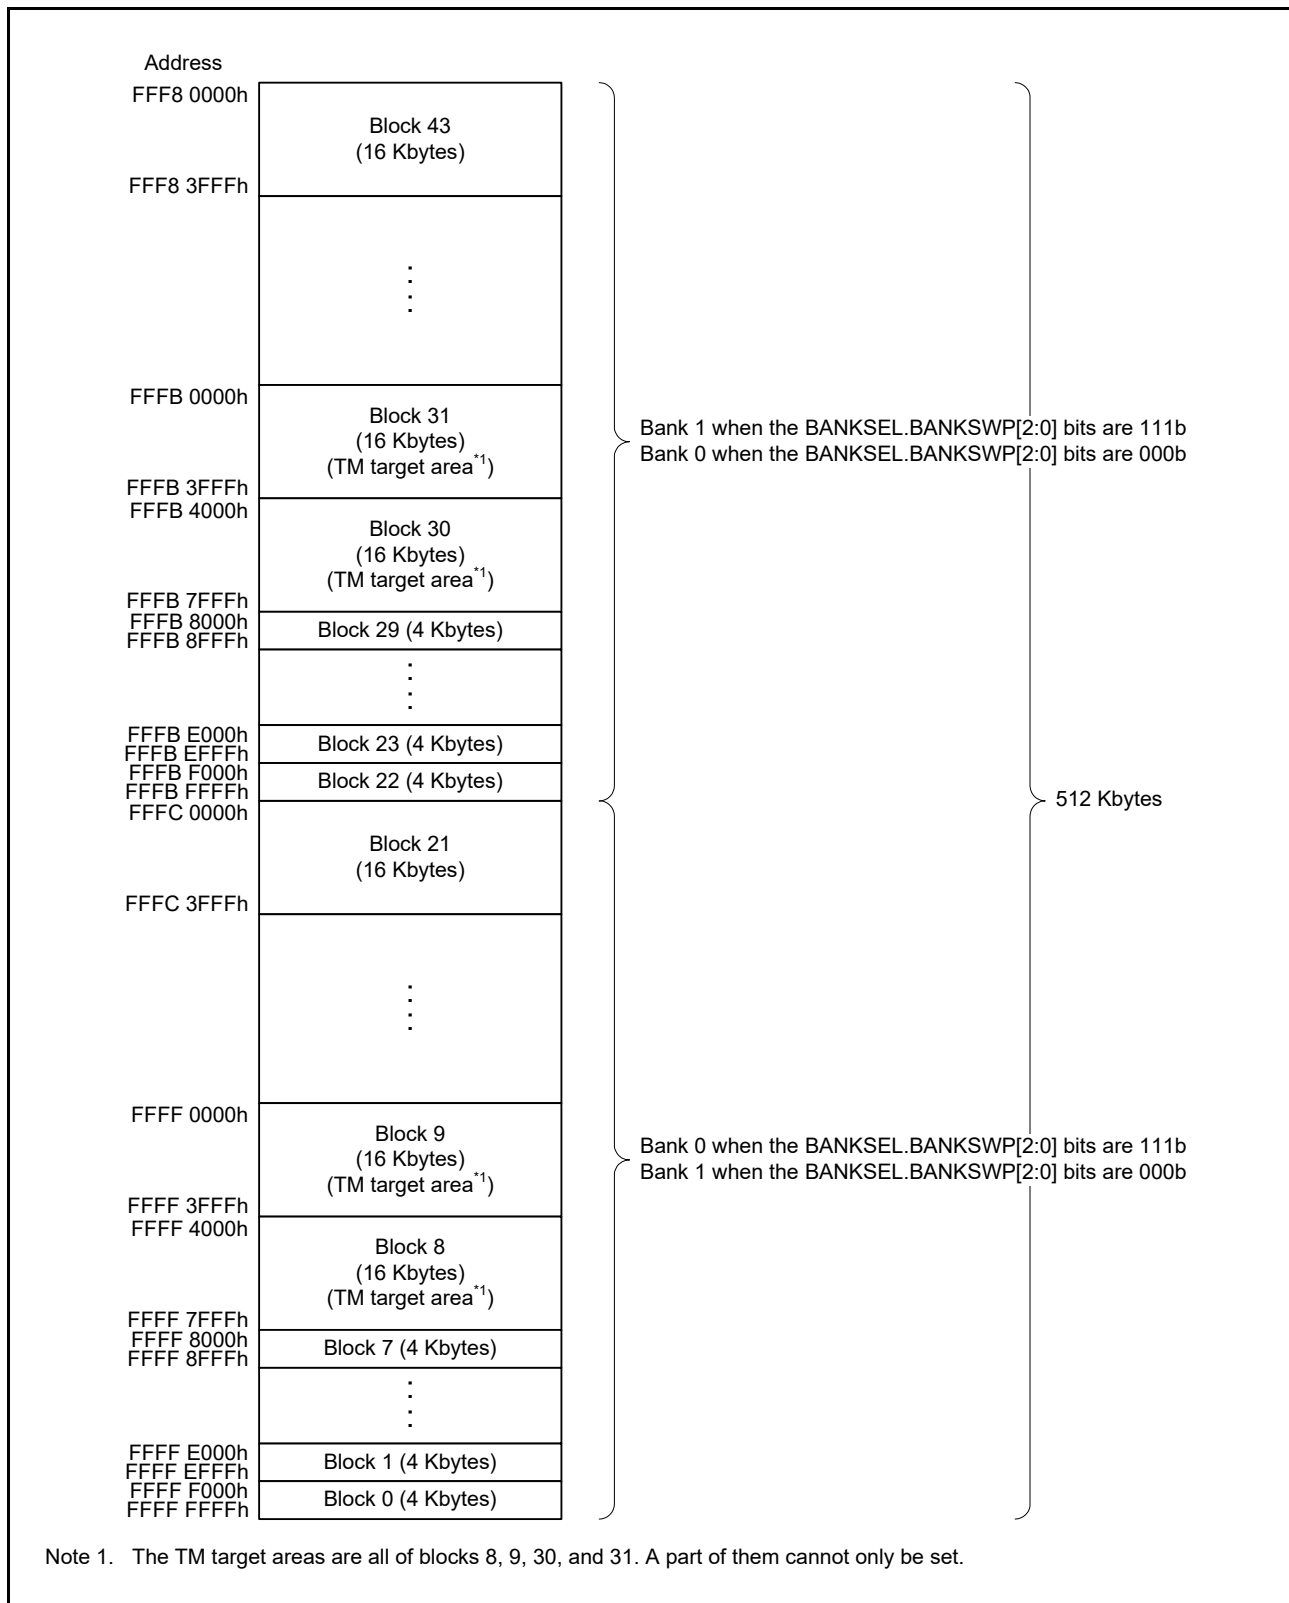 Address
FFF8 0000h
Block 43
(16 Kbytes)
FFF8 3FFFh
FFFB 0000h
Block 31
(16 Kbytes)
(TM target area*1)
FFFB 3FFFh
Bank 1 when the BANKSEL.BANKSWP[2:0] bits are 111b
Bank 0 when the BANKSEL.BANKSWP[2:0] bits are 000b
FFFB 4000h
Block 30
(16 Kbytes)
(TM target area*1)
FFFB 7FFFh
FFFB 8000h
Block 29 (4 Kbytes)
FFFB 8FFFh
FFFB E000h
Block 23 (4 Kbytes)
FFFB EFFFh
FFFB F000h
Block 22 (4 Kbytes)
FFFB FFFFh
512 Kbytes
FFFC 0000h
Block 21
(16 Kbytes)
FFFC 3FFFh
FFFF 0000h
Block 9
(16 Kbytes)
(TM target area*1)
FFFF 3FFFh
Bank 0 when the BANKSEL.BANKSWP[2:0] bits are 111b
Bank 1 when the BANKSEL.BANKSWP[2:0] bits are 000b
FFFF 4000h
Block 8
(16 Kbytes)
(TM target area*1)
FFFF 7FFFh
FFFF 8000h
Block 7 (4 Kbytes)
FFFF 8FFFh
FFFF E000h
Block 1 (4 Kbytes)
FFFF EFFFh
FFFF F000h
Block 0 (4 Kbytes)
FFFF FFFFh
Note 1. The TM target areas are all of blocks 8, 9, 30, and 31. A part of them cannot only be set.